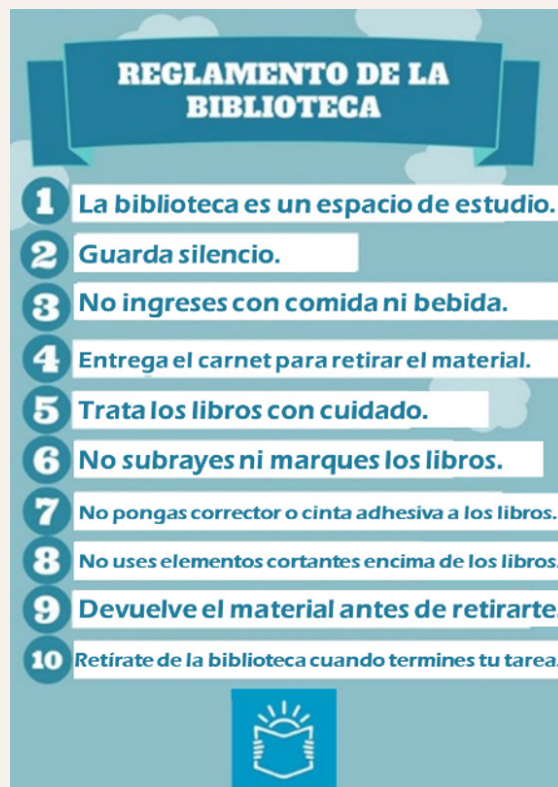 REGLAMENTO DE LA
BIBLIOTECA
1 La biblioteca es un espacio de estudio.
2 Guarda silencio.
3 No ingreses con comida ni bebida.
4 Entrega el carnet para retirar el material.
5 Trata los libros con cuidado.
6 No subrayes ni marques los libros.
7 No pongas corrector o cinta adhesiva a los libros.
8 No uses elementos cortantes encima de los libros.
9 Devuelve el material antes de retirarte.
10 Retírate de la biblioteca cuando termines tu tarea.